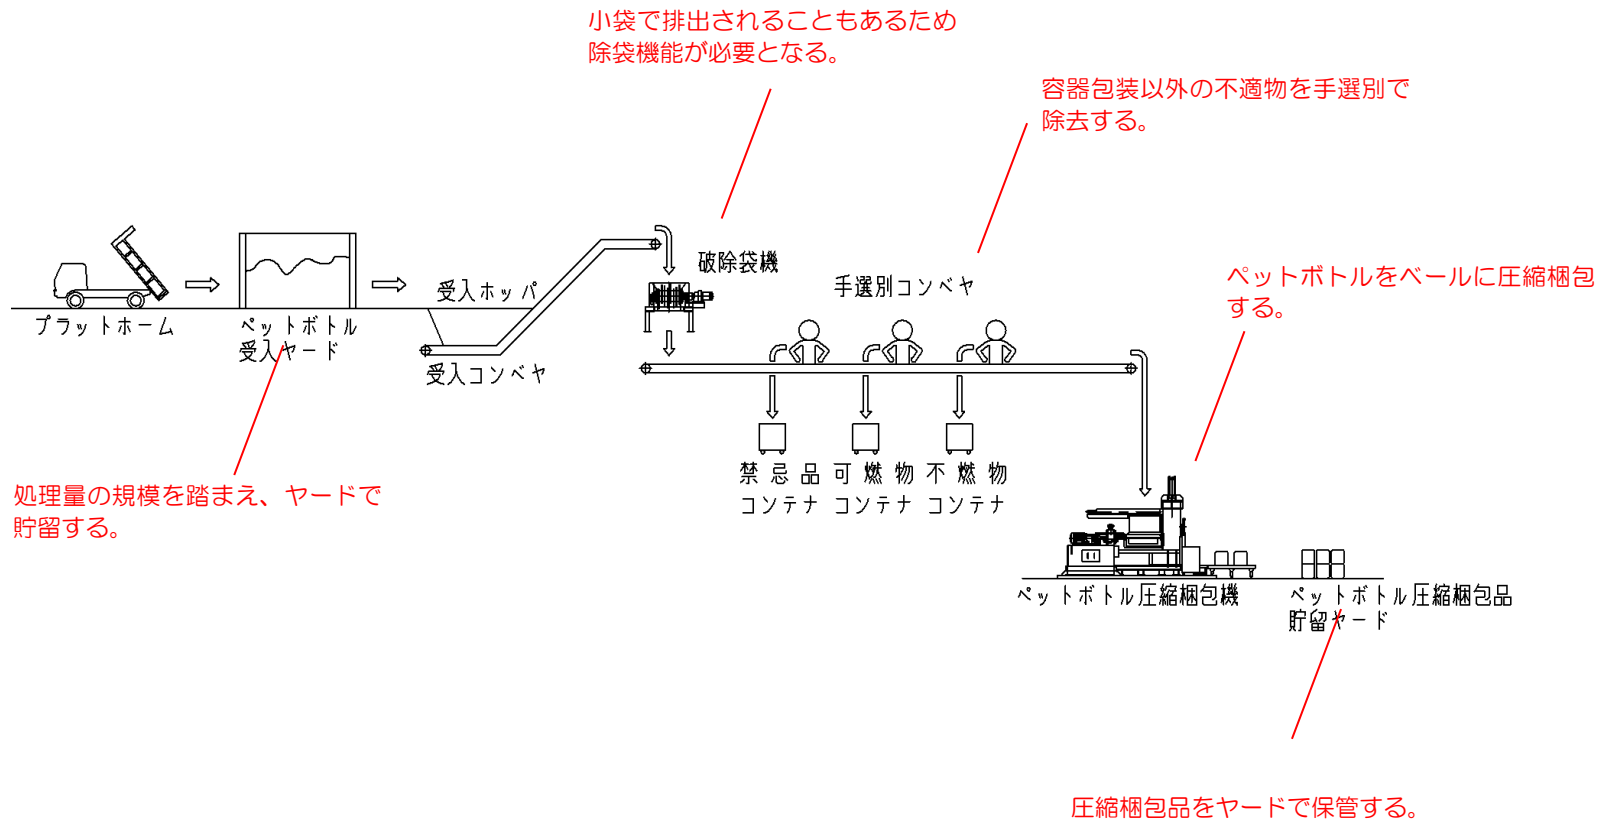 小袋で排出されることもあるため
除袋機能が必要となる。
容器包装以外の不適物を手選別で
除去する。
破除袋機
手選別コンベヤ
ペットボトルをベールに圧縮梱包
する。
受入ホッパ
プラットホーム
ペットボトル
受入ヤード
受入コンベヤ
処理量の規模を踏まえ、ヤードで
貯留する。
禁忌品
コンテナ
可燃物
コンテナ
不燃物
コンテナ
ペットボトル圧縮梱包機
ペットボトル圧縮梱包品
貯留ヤード
圧縮梱包品をヤードで保管する。